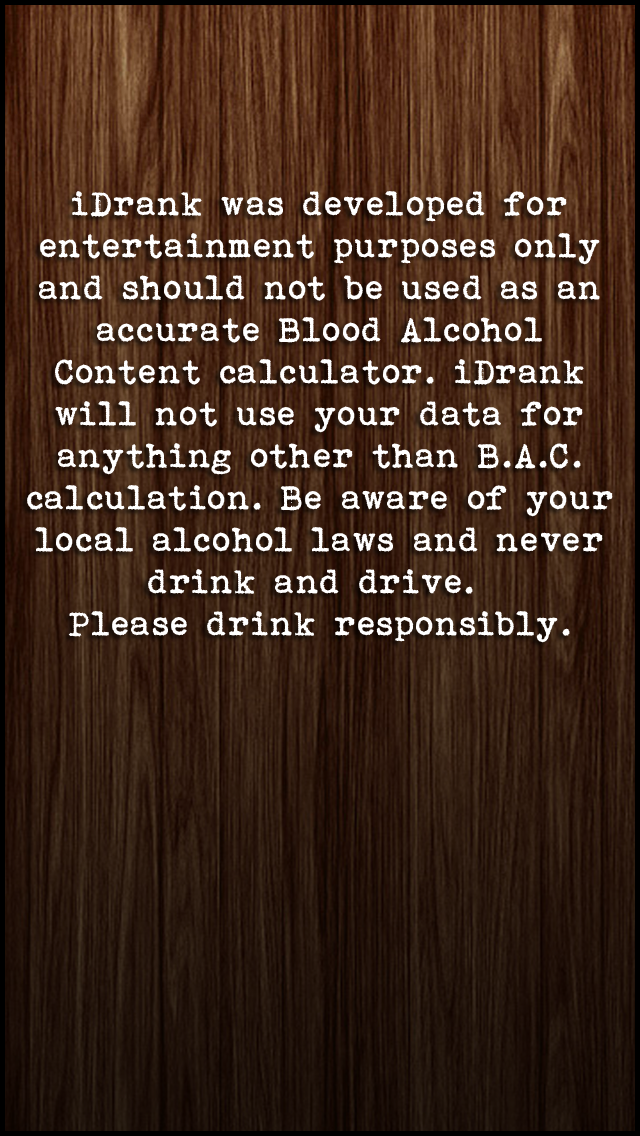 iDrank was developed for
entertainment purposes only
and should not be used as an
accurate Blood Alcohol
Content calculator. iDrank
will not use your data for
anything other than B.A.C.
calculation. Be aware of your
local alcohol laws and never
drink and drive.
Please drink responsibly.